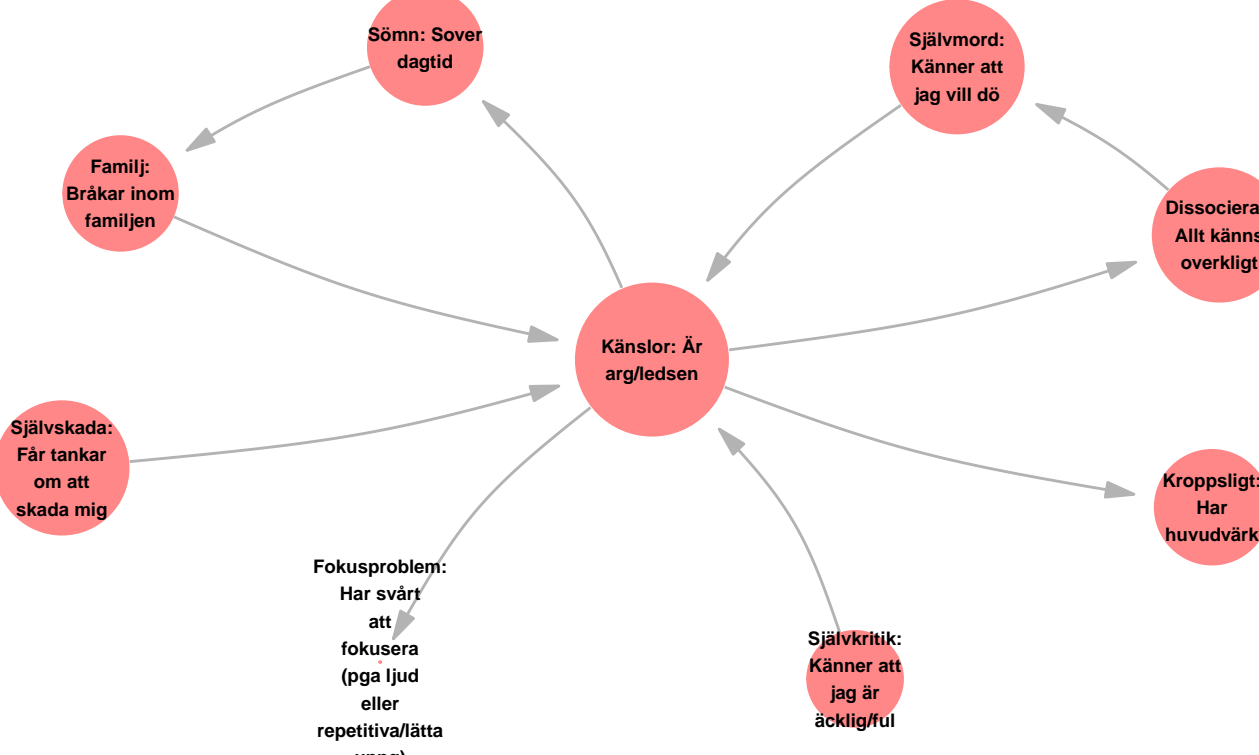 Sömn: Sover
dagtid
Självmord:
Känner att
jag vill dö
Familj:
Bråkar inom
familjen
Dissociera
Allt känns
overkligt
Känslor: Är
arg/ledsen
Självskada:
Får tankar
om att
skada mig
Kroppsligt:
Har
huvudvärk
Fokusproblem:
Har svårt
att
fokusera
(pga ljud
eller
repetitiva/lätta
uppg)
Självkritik:
Känner att
jag är
äcklig/ful